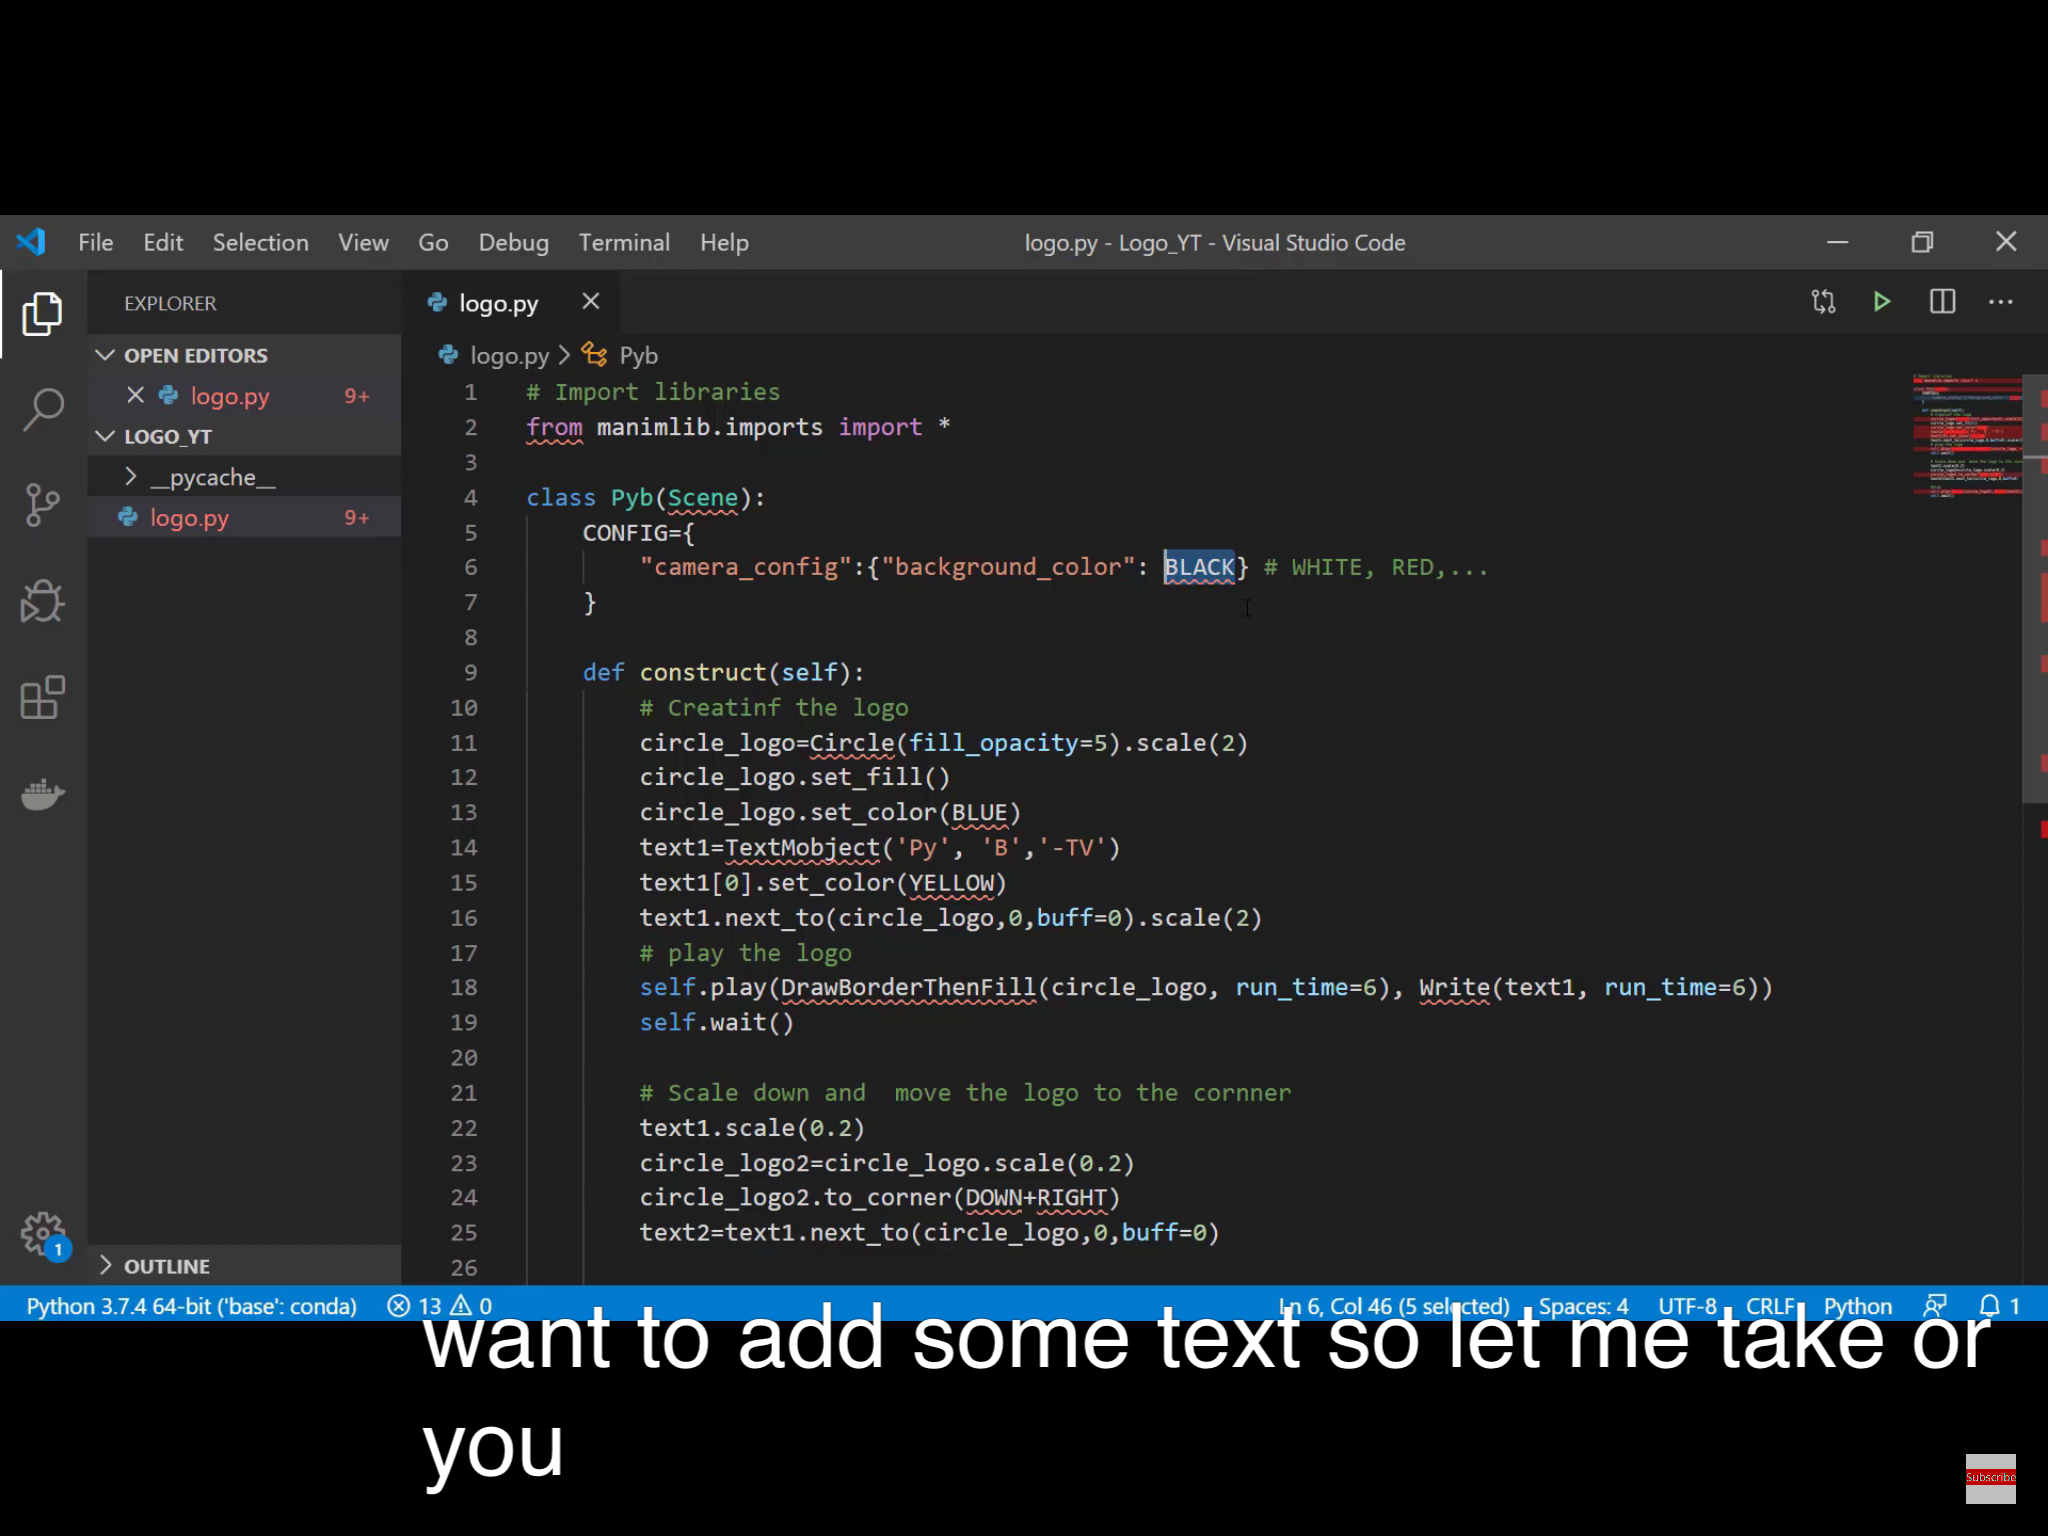 File Edit Selection View Go Debug Terminal Help logo.py - Logo_YT - Visual Studio Code
EXPLORER
OPEN EDITORS
logo.py 9+
LOGO_YT
__pycache__
logo.py 9+
OUTLINE
logo.py
logo.py > Pyb
1 # Import libraries
2 from manimlib.imports import *
3
4 class Pyb(Scene):
5 CONFIG={
6 "camera_config":{"background_color": BLACK} # WHITE, RED,...
7 }
8
9 def construct(self):
10 # Creatinf the logo
11 circle_logo=Circle(fill_opacity=5).scale(2)
12 circle_logo.set_fill()
13 circle_logo.set_color(BLUE)
14 text1=TextMobject('Py', 'B','-TV')
15 text1[0].set_color(YELLOW)
16 text1.next_to(circle_logo,0,buff=0).scale(2)
17 # play the logo
18 self.play(DrawBorderThenFill(circle_logo, run_time=6), Write(text1, run_time=6))
19 self.wait()
20
21 # Scale down and  move the logo to the cornner
22 text1.scale(0.2)
23 circle_logo2=circle_logo.scale(0.2)
24 circle_logo2.to_corner(DOWN+RIGHT)
25 text2=text1.next_to(circle_logo,0,buff=0)
26
1
Python 3.7.4 64-bit ('base': conda) 13 0 Ln 6, Col 46 (5 selected) Spaces: 4 UTF-8 CRLF Python 1
want to add some text so let me take or
you
Subscribe